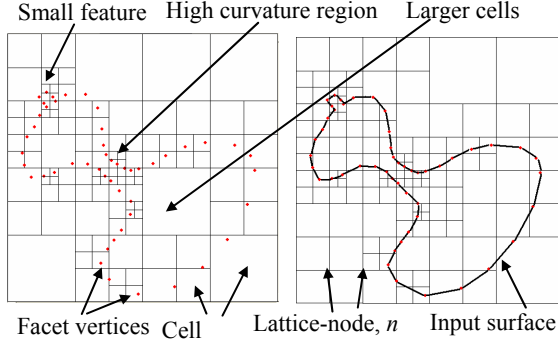 Small feature
High curvature region
Larger cells
Facet vertices
Cell
Lattice-node, n
Input surface